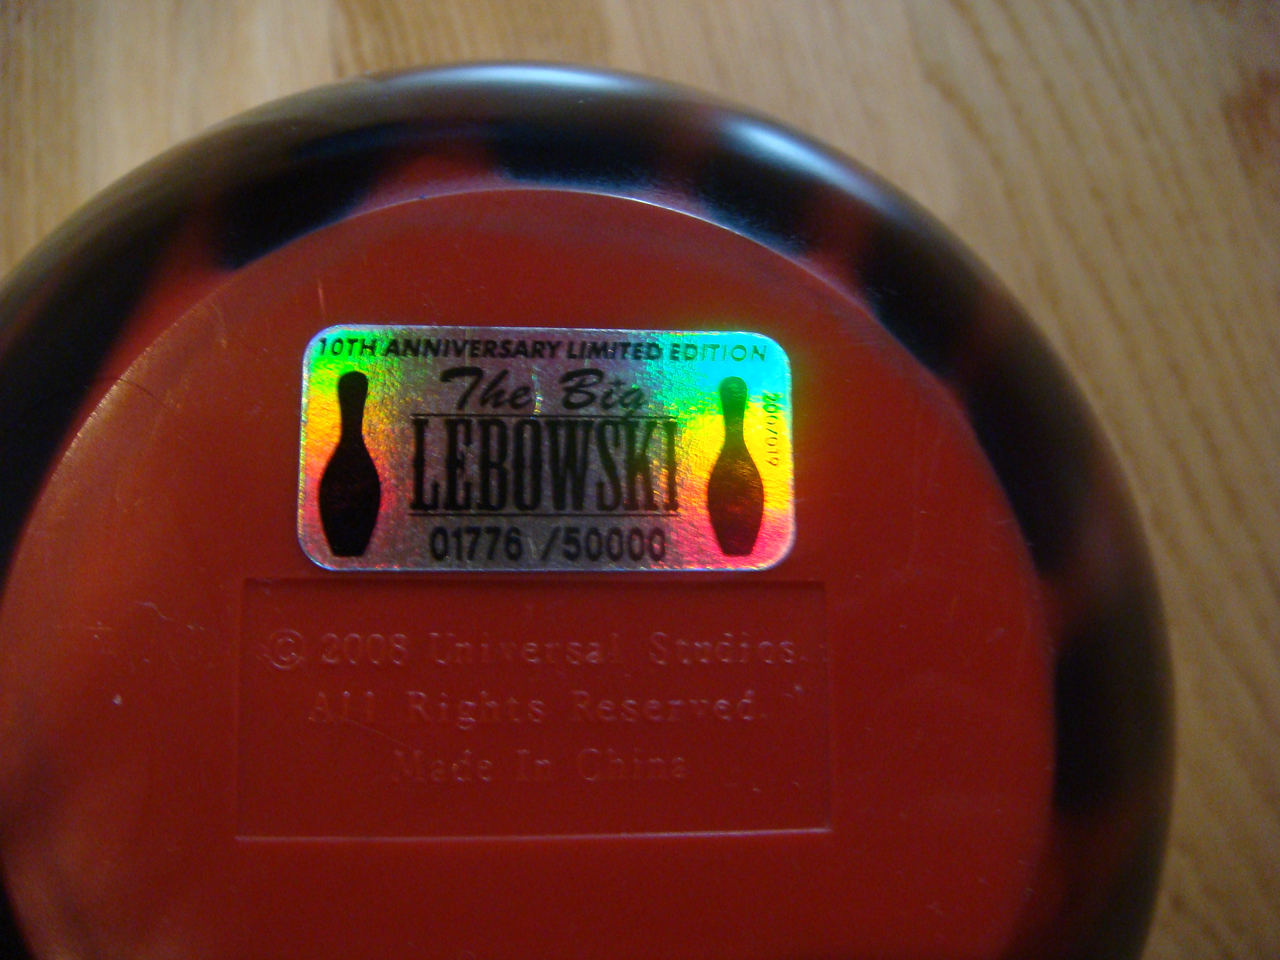 10TH ANNIVERSARY LIMITED EDITION
The Big
LEBOWSKI
01776 /50000
© 2008 Universal Studios.
All Rights Reserved.
Made In China